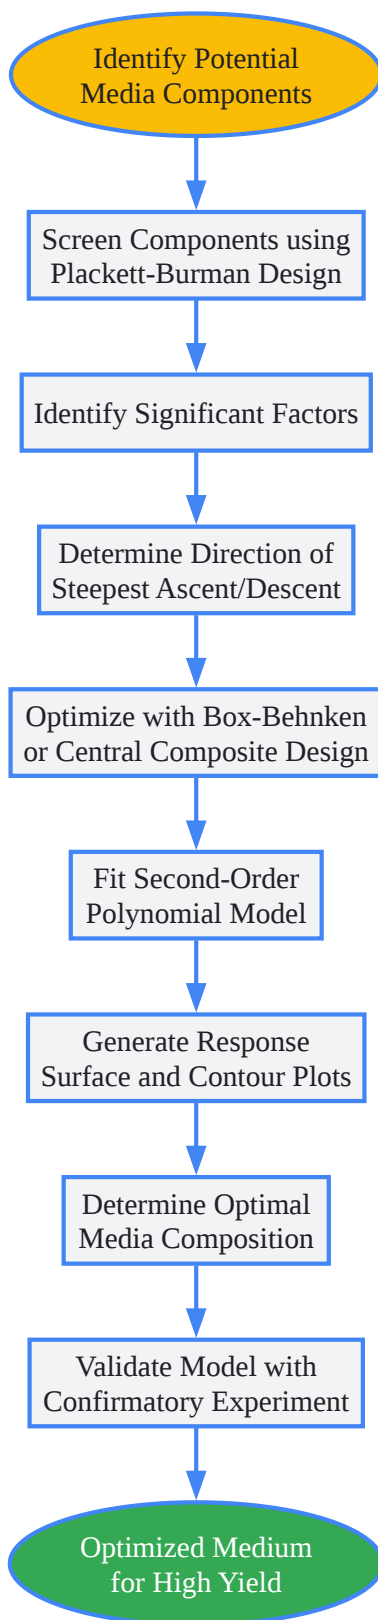 Identify Potential
Media Components
Screen Components using
Plackett-Burman Design
Identify Significant Factors
Determine Direction of
Steepest Ascent/Descent
Optimize with Box-Behnken
or Central Composite Design
Fit Second-Order
Polynomial Model
Generate Response
Surface and Contour Plots
Determine Optimal
Media Composition
Validate Model with
Confirmatory Experiment
Optimized Medium
for High Yield